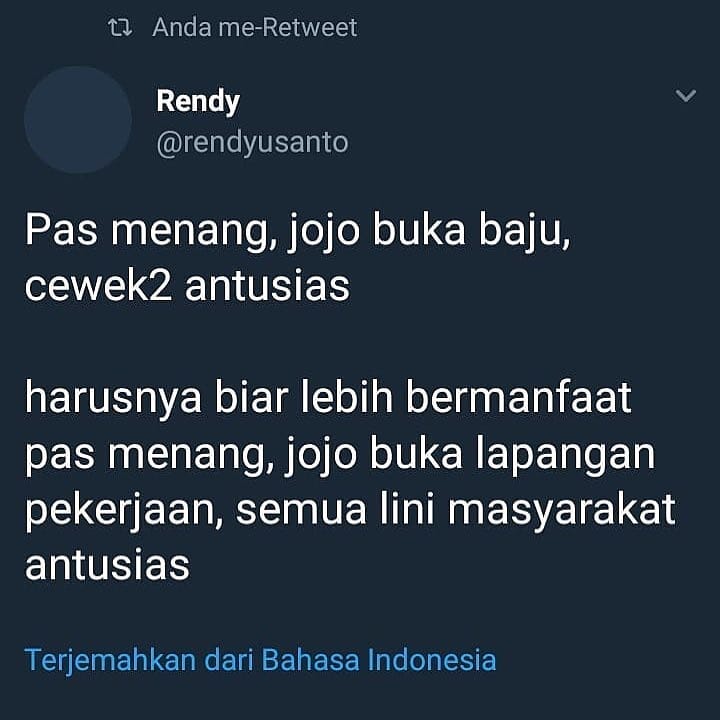 Anda me-Retweet
Rendy
@rendyusanto
Pas menang, jojo buka baju,
cewek2 antusias
harusnya biar lebih bermanfaat
pas menang, jojo buka lapangan
pekerjaan, semua lini masyarakat
antusias
Terjemahkan dari Bahasa Indonesia